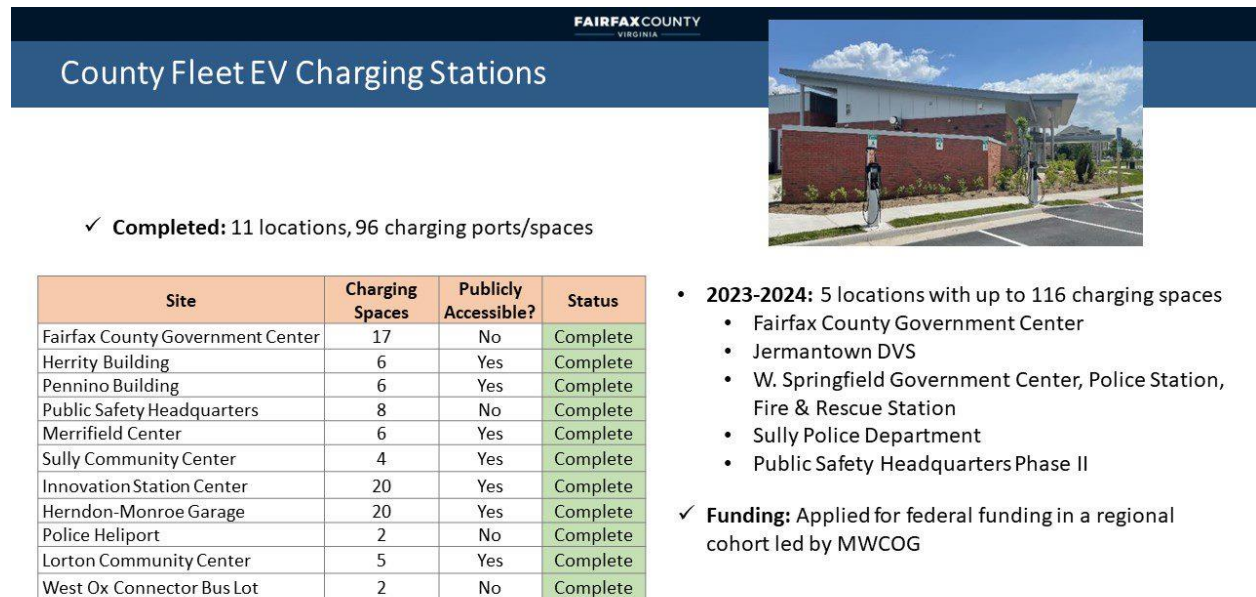 FAIRFAXCOUNTY
VIRGINIA
County Fleet EV Charging Stations
✓ Completed: 11 locations, 96 charging ports/spaces
Site Charging Spaces Publicly Accessible? Status
Fairfax County Government Center 17 No Complete
Herrity Building 6 Yes Complete
Pennino Building 6 Yes Complete
Public Safety Headquarters 8 No Complete
Merrifield Center 6 Yes Complete
Sully Community Center 4 Yes Complete
Innovation Station Center 20 Yes Complete
Herndon-Monroe Garage 20 Yes Complete
Police Heliport 2 No Complete
Lorton Community Center 5 Yes Complete
West Ox Connector Bus Lot 2 No Complete
• 2023-2024: 5 locations with up to 116 charging spaces
• Fairfax County Government Center
• Jermantown DVS
• W. Springfield Government Center, Police Station,
Fire & Rescue Station
• Sully Police Department
• Public Safety Headquarters Phase II
✓ Funding: Applied for federal funding in a regional
cohort led by MWCOG